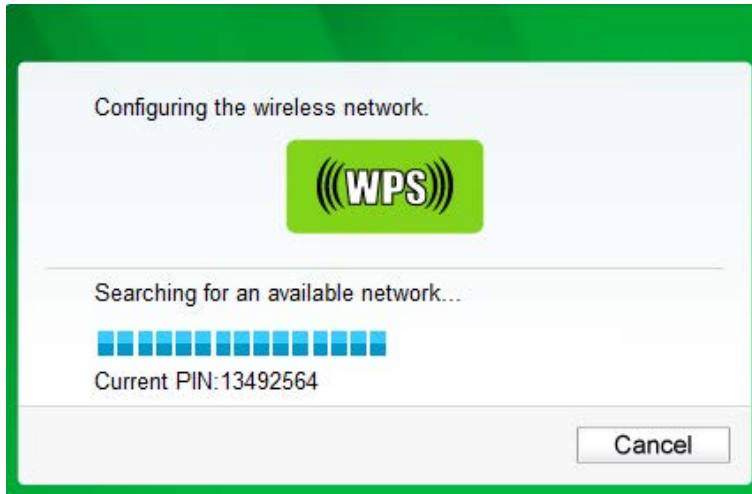 Configuring the wireless network.
WPS
Searching for an available network...
Current PIN:13492564
Cancel